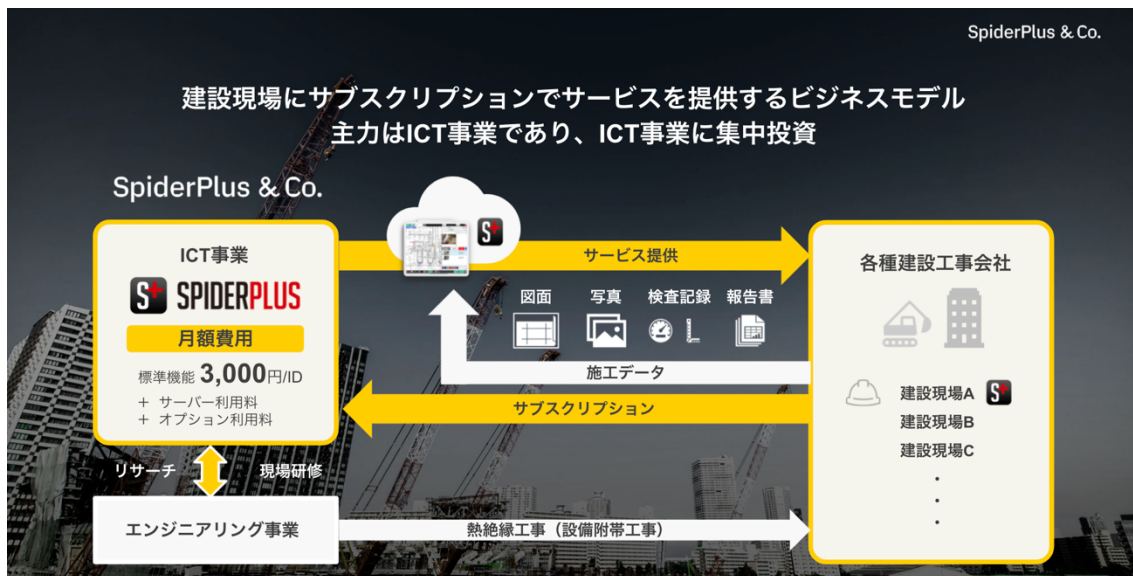 SpiderPlus & Co.
建設現場にサブスクリプションでサービスを提供するビジネスモデル
主力はICT事業であり、ICT事業に集中投資
SpiderPlus & Co.
ICT事業
S+ SPIDERPLUS
月額費用
標準機能 3,000円/ID
+ サーバー利用料
+ オプション利用料
リサーチ 現場研修
エンジニアリング事業
S+
サービス提供
図面 写真 検査記録 報告書
施工データ
サブスクリプション
熱絶縁工事（設備附帯工事）
各種建設工事会社
建設現場A S+
建設現場B
建設現場C
・
・
・